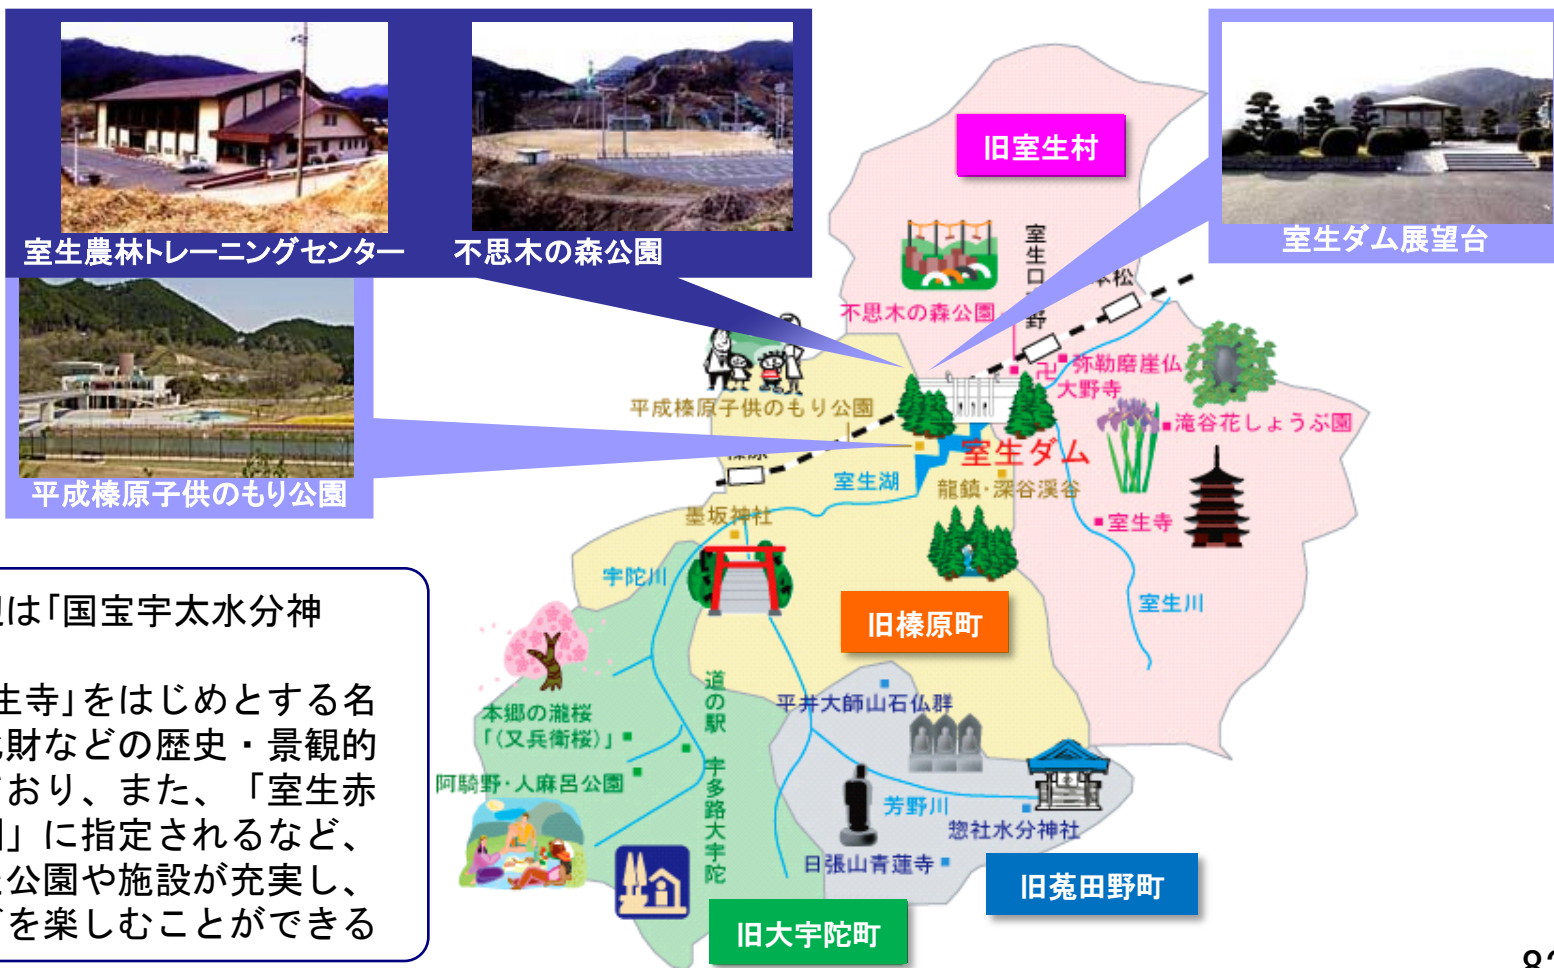 室生農林トレーニングセンター
不思木の森公園
室生ダム展望台
平成榛原子供のもり公園
旧室生村
室生口
野
本松
不思木の森公園
弥勒磨崖仏
大野寺
平成榛原子供のもり公園
滝谷花しょうぶ園
榛原
室生ダム
室生湖
龍鎮・深谷渓谷
墨坂神社
室生寺
宇陀川
室生川
旧榛原町
は「国宝宇太水分神
生寺」をはじめとする名
財などの歴史・景観的
おり、また、「室生赤
」に指定されるなど、
公園や施設が充実し、
を楽しむことができる
道の駅 宇多路大宇陀
平井大師山石仏群
本郷の瀧桜
「(又兵衛桜)」
阿騎野・人麻呂公園
芳野川
惣社水分神社
日張山青蓮寺
旧菟田野町
旧大宇陀町